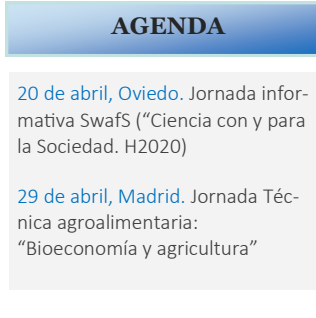 AGENDA
20 de abril, Oviedo. Jornada infor-
mativa SwafS (“Ciencia con y para
la Sociedad. H2020)
29 de abril, Madrid. Jornada Téc-
nica agroalimentaria:
“Bioeconomía y agricultura”